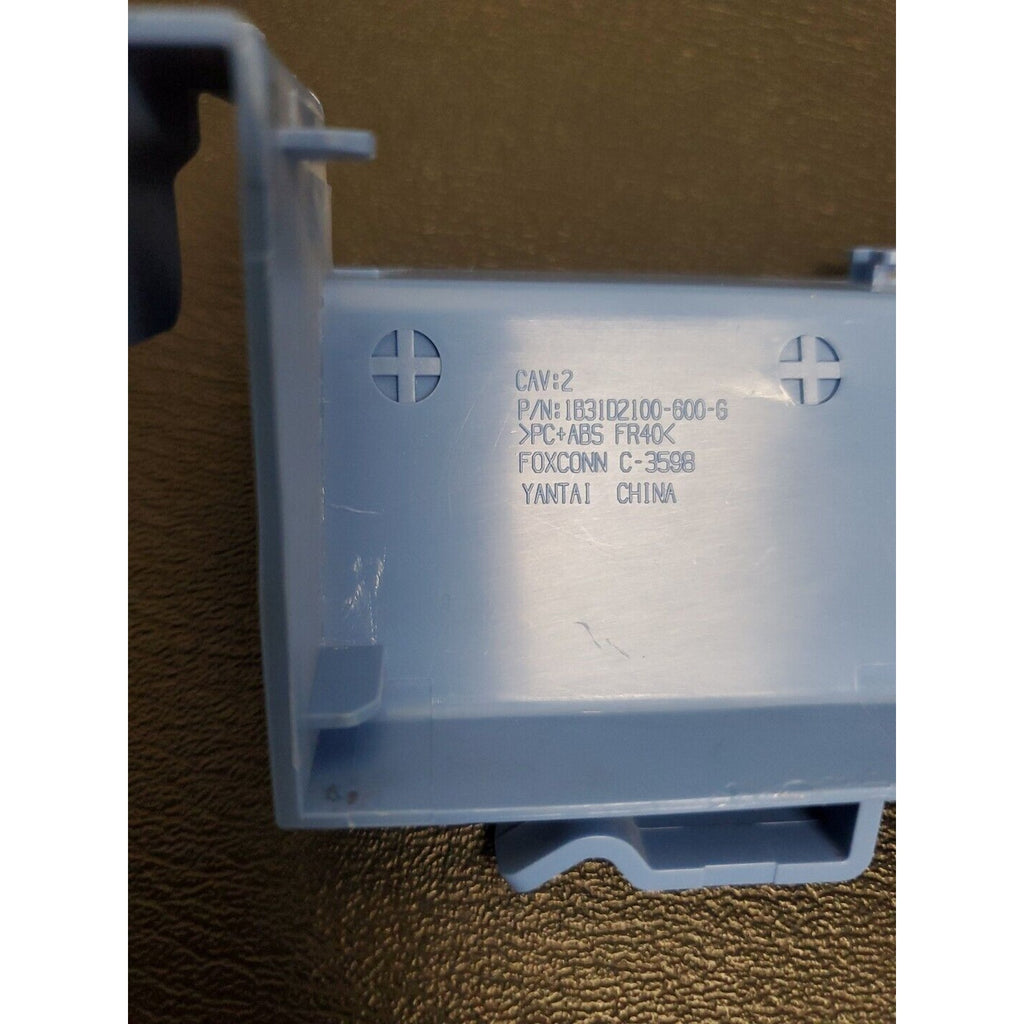 CAV:2
P/N:1B31D2100-600-G
>PC+ABS FR40<
FOXCONN C-3598
YANTAI CHINA